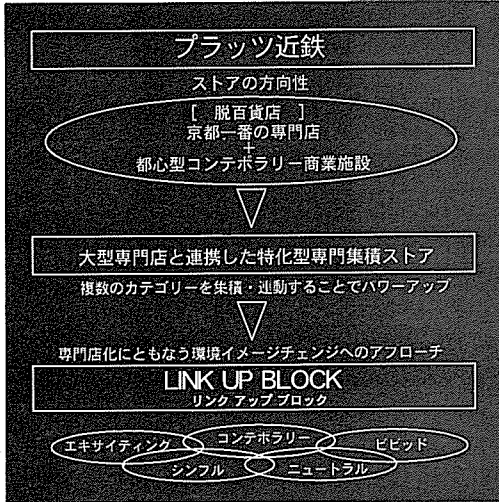 プラッツ近鉄
ストアの方向性
[ 脱百貨店 ]
京都一番の専門店
+
都心型コンテポラリー商業施設
大型専門店と連携した特化型専門集積ストア
複数のカテゴリーを集積・連動することでパワーアップ
専門店化にともなう環境イメージチェンジへのアフローチ
LINK UP BLOCK
リンク アップ ブロック
エキサイティング
コンテポラリー
ビビッド
シンプル
ニュートラル